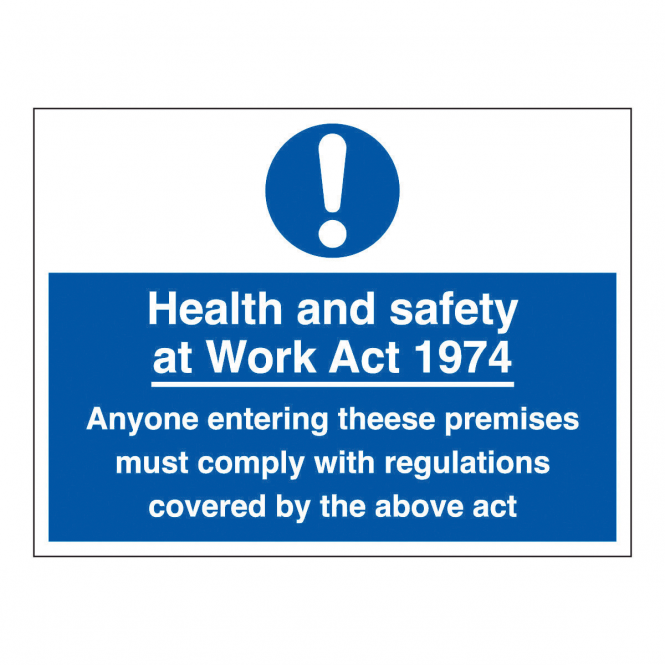 Health and safety
at Work Act 1974
Anyone entering theese premises
must comply with regulations
covered by the above act